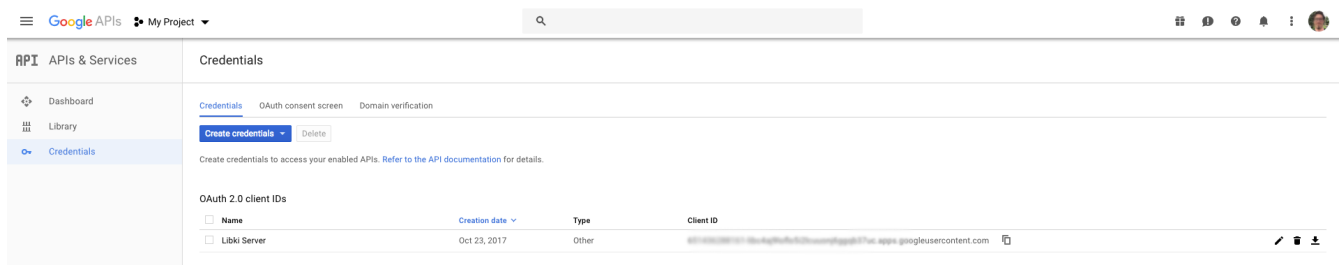 Google APIs My Project
API APIs & Services
Credentials
Dashboard
Library
Credentials
Credentials OAuth consent screen Domain verification
Create credentials Delete
Create credentials to access your enabled APIs. Refer to the API documentation for details.
OAuth 2.0 client IDs
Name Creation date Type Client ID
Libki Server Oct 23, 2017 Other .apps.googleusercontent.com